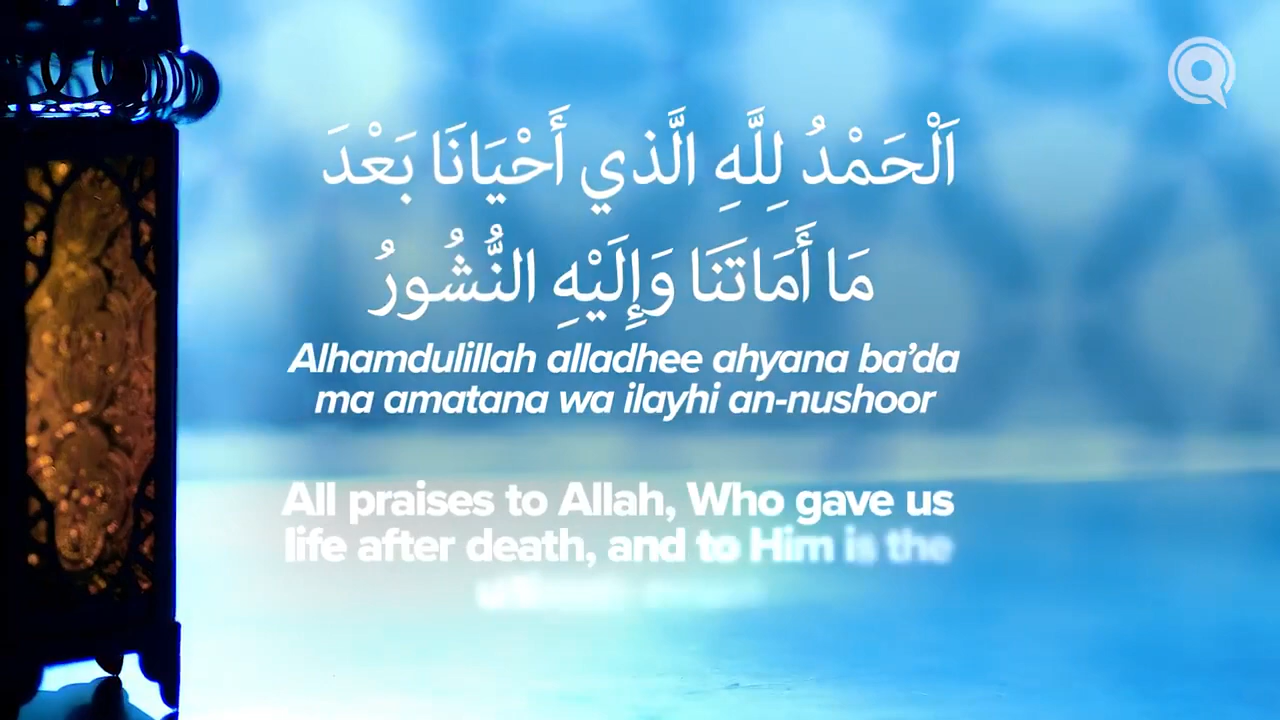 اَلْحَمْدُ لِلَّهِ الَّذي أَحْيَانَا بَعْدَ
مَا أَمَاتَنَا وَإِلَيْهِ النُّشُورُ
Alhamdulillah alladhee ahyana ba’da
ma amatana wa ilayhi an-nushoor
All praises to Allah, Who gave us
life after death, and to Him is the